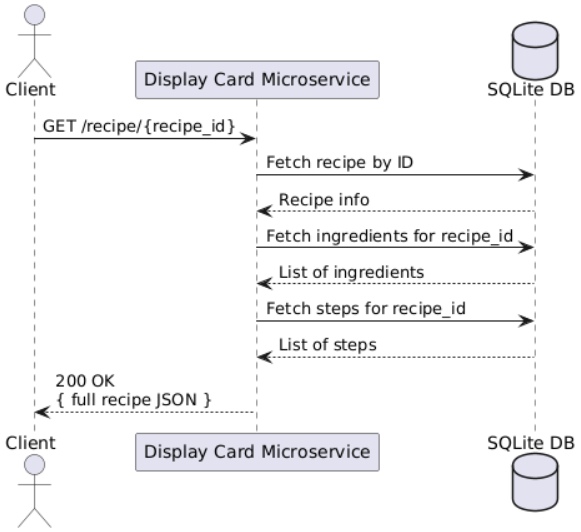 Client
Display Card Microservice
SQLite DB
GET /recipe/{recipe_id}
Fetch recipe by ID
Recipe info
Fetch ingredients for recipe_id
List of ingredients
Fetch steps for recipe_id
List of steps
200 OK
{ full recipe JSON }
Client
Display Card Microservice
SQLite DB